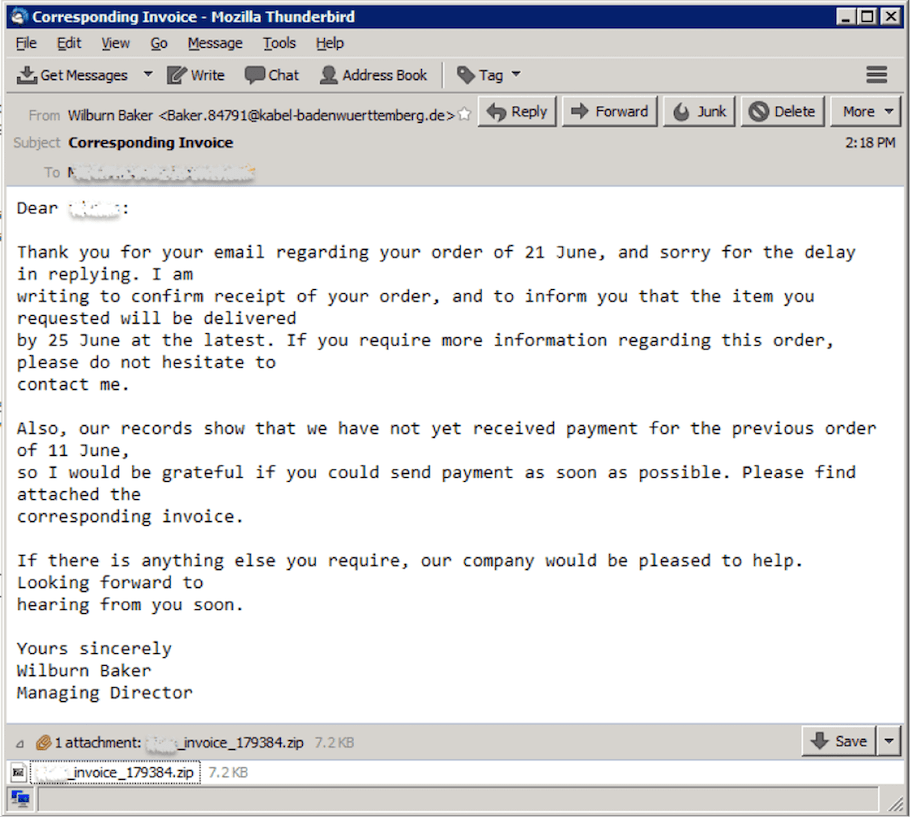 Corresponding Invoice - Mozilla Thunderbird
File Edit View Go Message Tools Help
Get Messages Write Chat Address Book Tag
From Wilburn Baker <Baker.84791@kabel-badenwuerttemberg.de> Reply Forward Junk Delete More
Subject Corresponding Invoice 2:18 PM
To
Dear :
Thank you for your email regarding your order of 21 June, and sorry for the delay
in replying. I am
writing to confirm receipt of your order, and to inform you that the item you
requested will be delivered
by 25 June at the latest. If you require more information regarding this order,
please do not hesitate to
contact me.
Also, our records show that we have not yet received payment for the previous order
of 11 June,
so I would be grateful if you could send payment as soon as possible. Please find
attached the
corresponding invoice.
If there is anything else you require, our company would be pleased to help.
Looking forward to
hearing from you soon.
Yours sincerely
Wilburn Baker
Managing Director
1 attachment: _invoice_179384.zip 7.2 KB Save
_invoice_179384.zip 7.2 KB